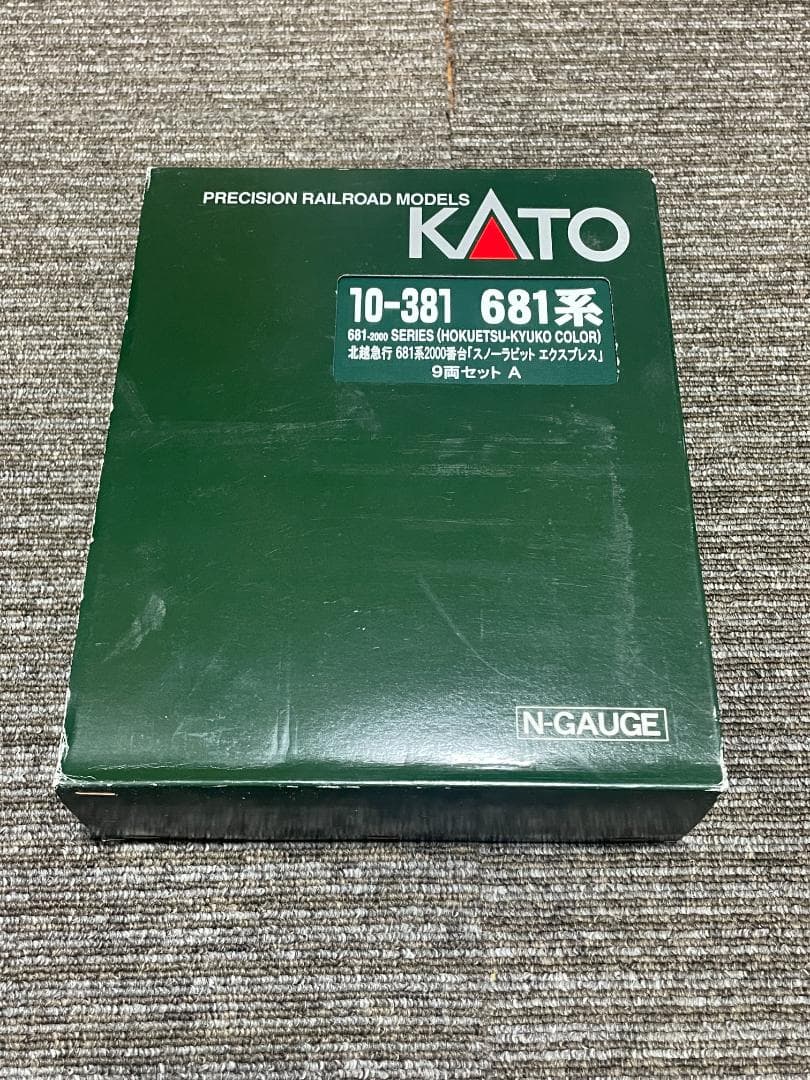 PRECISION RAILROAD MODELS
KATO
10-381 681系
681-2000 SERIES (HOKUETSU-KYUKO COLOR)
北越急行 681系2000番台「スノーラビット エクスプレス」
9両セット A
N-GAUGE